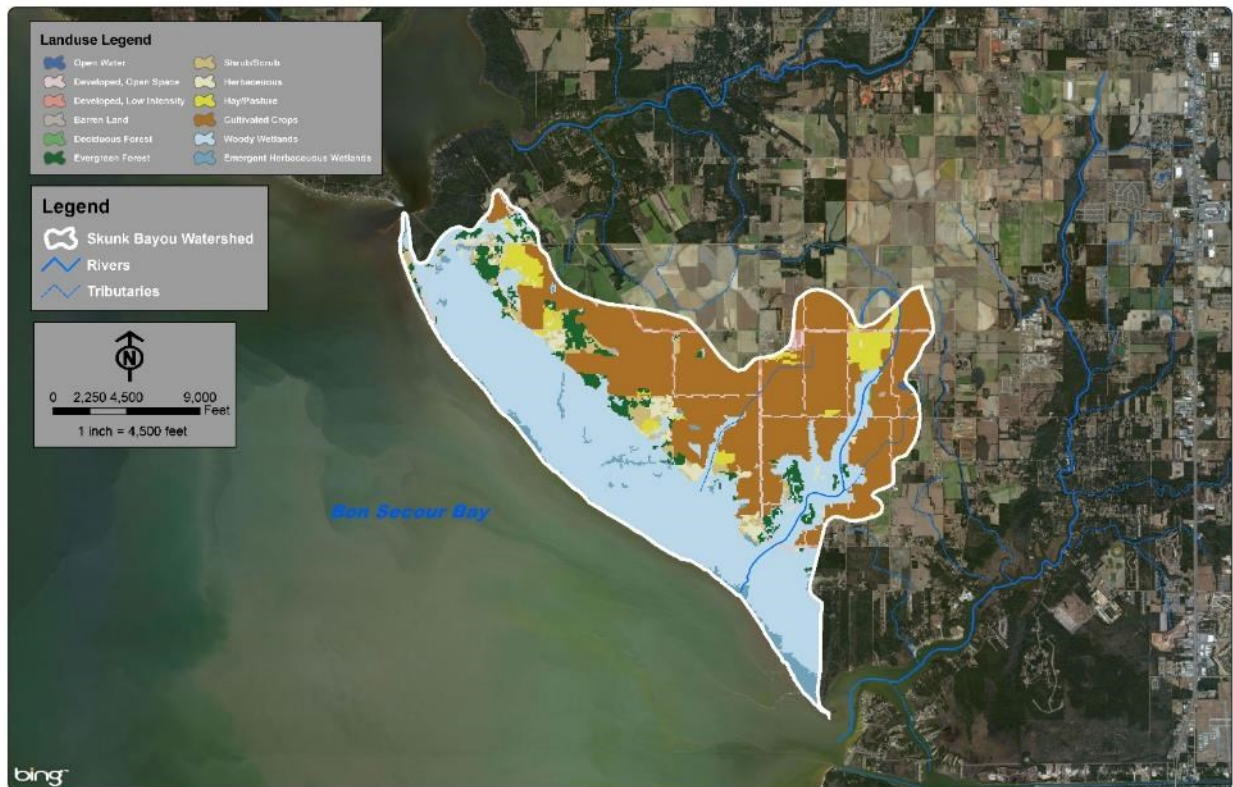 Landuse Legend
Open Water
Developed, Open Space
Developed, Low Intensity
Barren Land
Deciduous Forest
Evergreen Forest
Shrub/Scrub
Herbaceous
Hay/Pasture
Cultivated Crops
Woody Wetlands
Emergent Herbaceous Wetlands
Legend
Skunk Bayou Watershed
Rivers
Tributaries
N
0 2,250 4,500 9,000
Feet
1 inch = 4,500 feet
Bon Secour Bay
bing